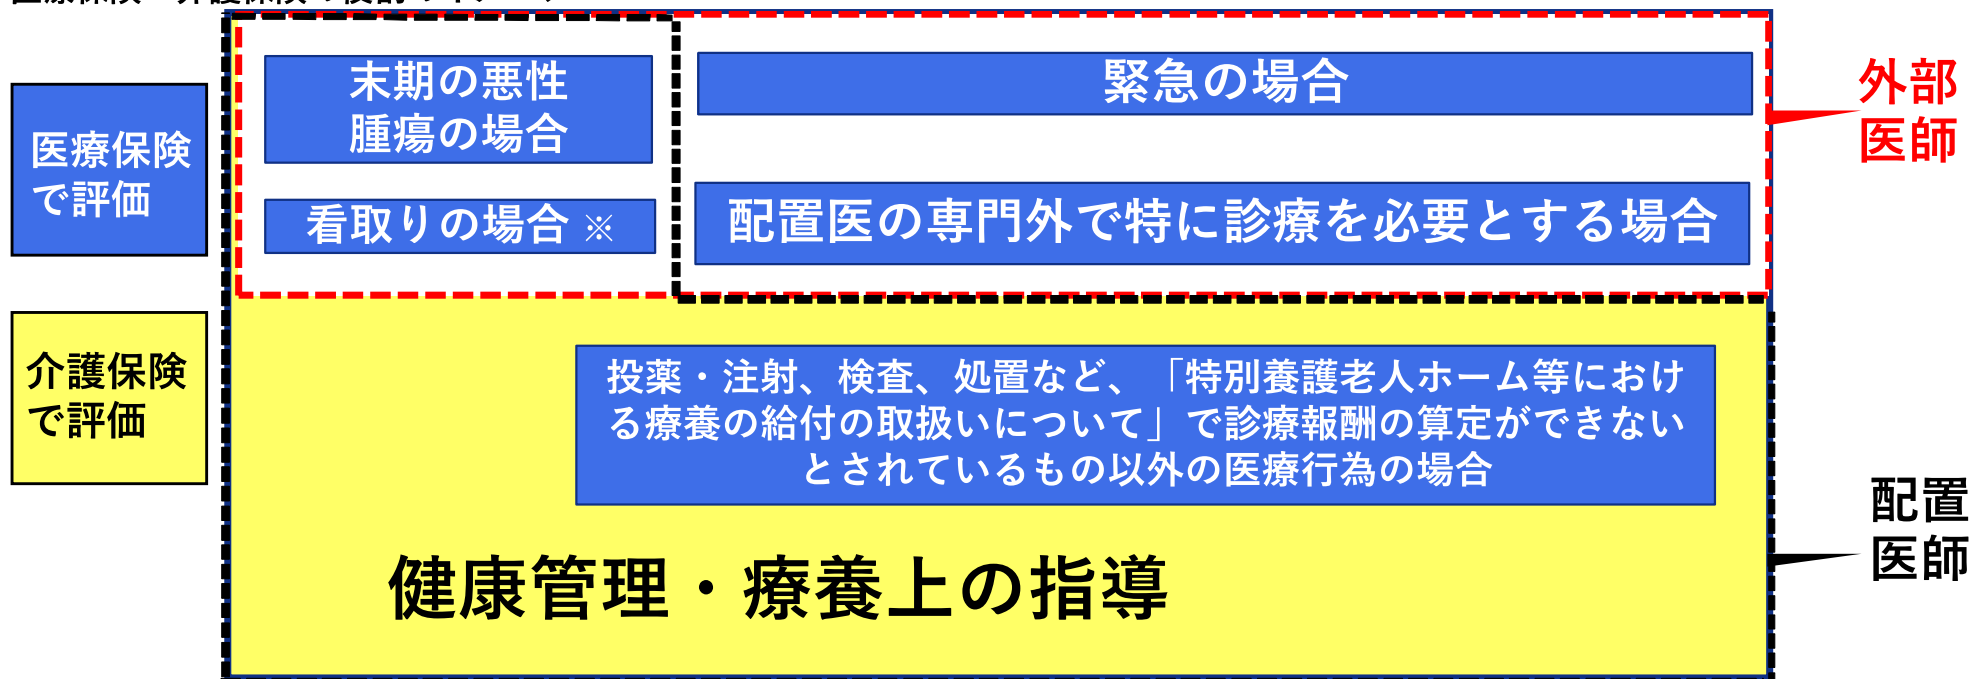 末期の悪性
腫瘍の場合
看取りの場合 ※
緊急の場合
配置医の専門外で特に診療を必要とする場合
外部
医師
医療保険
で評価
介護保険
で評価
投薬・注射、検査、処置など、「特別養護老人ホーム等におけ
る療養の給付の取扱いについて」で診療報酬の算定ができない
とされているもの以外の医療行為の場合
健康管理・療養上の指導
配置
医師